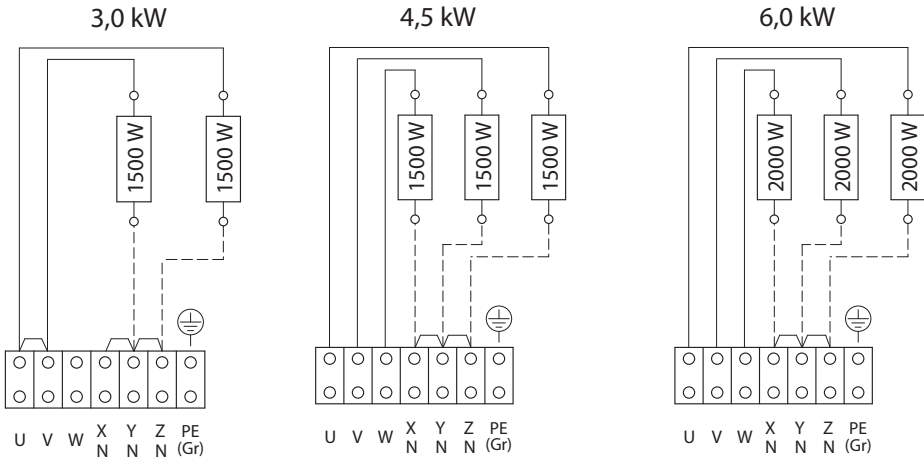 3,0 kW
1500 W
1500 W
U V W X N Y N Z N PE (Gr)
4,5 kW
1500 W
1500 W
1500 W
U V W X N Y N Z N PE (Gr)
6,0 kW
2000 W
2000 W
2000 W
U V W X N Y N Z N PE (Gr)